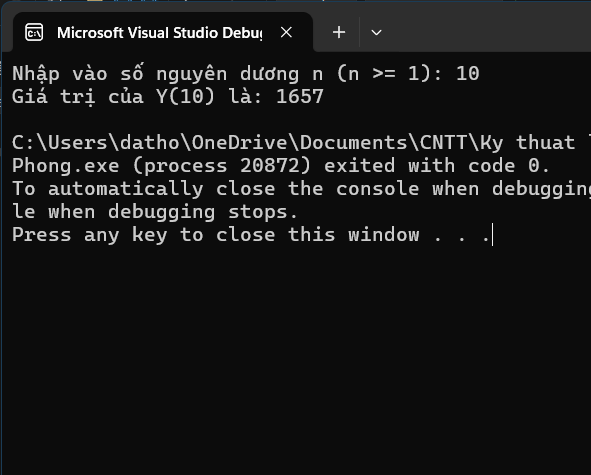 Microsoft Visual Studio Debu
Nhập vào số nguyên dương n (n >= 1): 10
Giá trị của Y(10) là: 1657
C:\Users\datho\OneDrive\Documents\CNTT\Ky thuat
Phong.exe (process 20872) exited with code 0.
To automatically close the console when debugging
le when debugging stops.
Press any key to close this window . . .